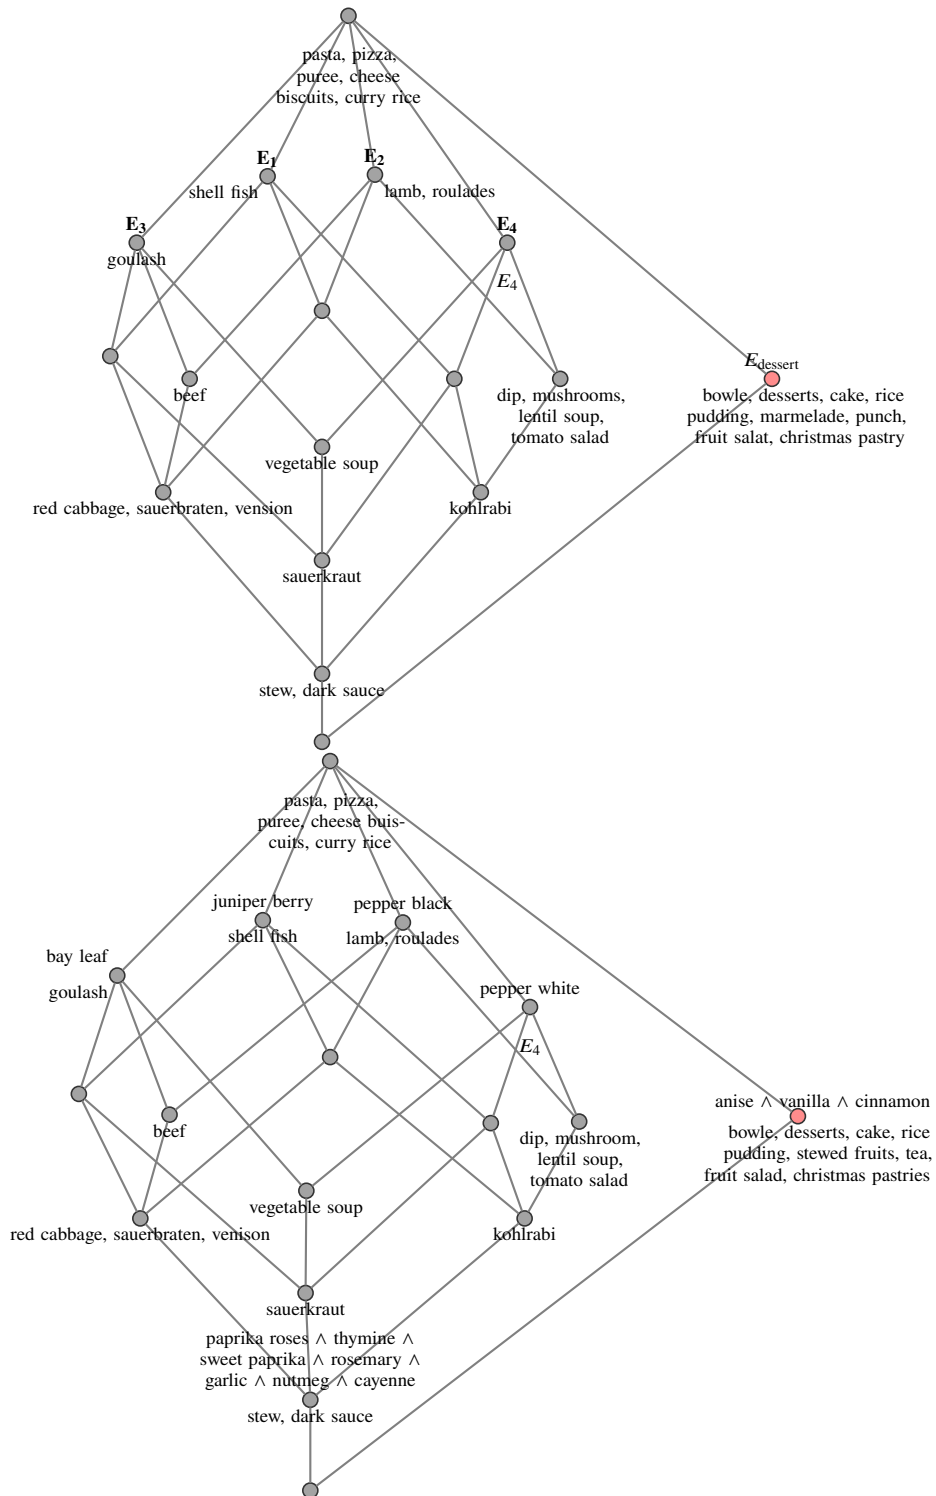 pasta, pizza,
puree, cheese
biscuits, curry rice
E1
E2
shell fish
lamb, roulades
E3
E4
goulash
E4
Edessert
beef
dip, mushrooms,
lentil soup,
tomato salad
bowle, desserts, cake, rice
pudding, marmelade, punch,
fruit salat, christmas pastry
vegetable soup
red cabbage, sauerbraten, vension
kohlrabi
sauerkraut
stew, dark sauce
pasta, pizza,
puree, cheese buis-
cuits, curry rice
juniper berry
pepper black
shell fish
lamb, roulades
bay leaf
goulash
pepper white
E4
anise ∧ vanilla ∧ cinnamon
beef
dip, mushroom,
lentil soup,
tomato salad
bowle, desserts, cake, rice
pudding, stewed fruits, tea,
fruit salad, christmas pastries
vegetable soup
red cabbage, sauerbraten, venison
kohlrabi
sauerkraut
paprika roses ∧ thymine ∧
sweet paprika ∧ rosemary ∧
garlic ∧ nutmeg ∧ cayenne
stew, dark sauce